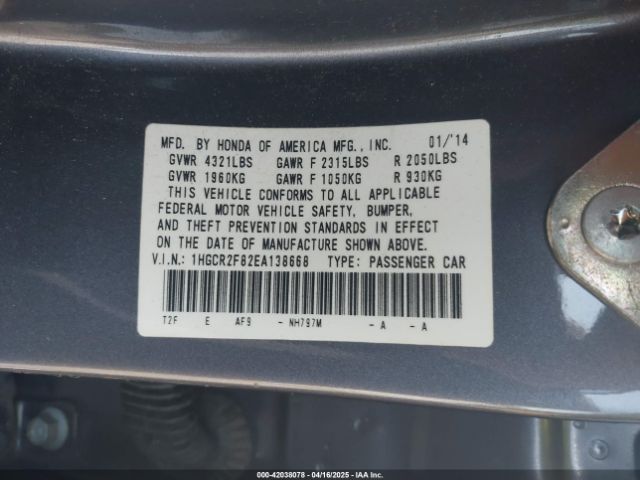 MFD. BY HONDA OF AMERICA MFG., INC. 01/'14
GVWR 4321LBS GAWR F 2315LBS R 2050LBS
GVWR 1960KG GAWR F 1050KG R 930KG
THIS VEHICLE CONFORMS TO ALL APPLICABLE
FEDERAL MOTOR VEHICLE SAFETY, BUMPER,
AND THEFT PREVENTION STANDARDS IN EFFECT
ON THE DATE OF MANUFACTURE SHOWN ABOVE.
V.I.N.: 1HGCR2F82EA138668 TYPE: PASSENGER CAR
T2F E AF9 - NH797M - A - A
000-42038078 - 04/16/2025 - IAAI, Inc.